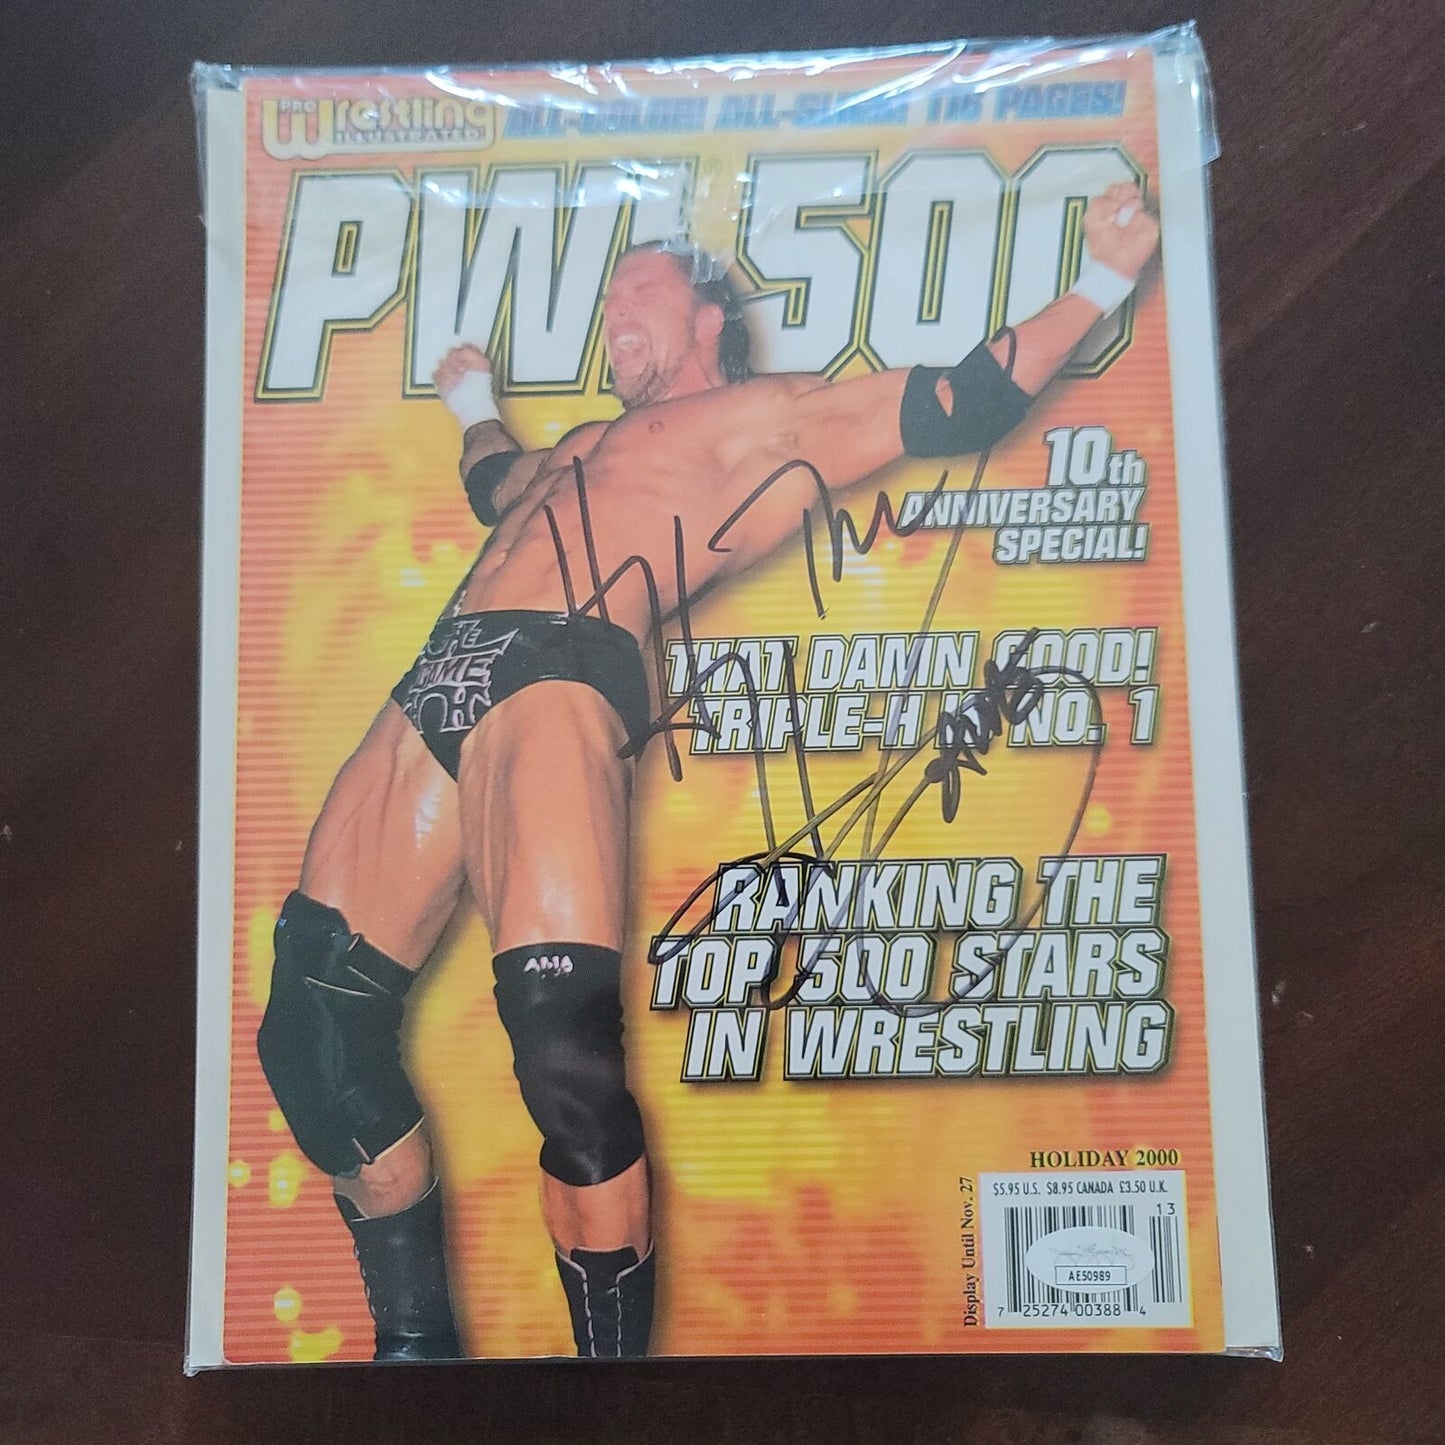 PRO Wrestling
ILLUSTRATED
ALL-COLOR! ALL-SLICK! 116 PAGES!
PWI 500
®
10th
ANNIVERSARY
SPECIAL!
THAT DAMN GOOD!
TRIPLE-H IS NO. 1
RANKING THE
TOP 500 STARS
IN WRESTLING
HOLIDAY 2000
Display Until Nov. 27
$5.95 U.S. $8.95 CANADA £3.50 U.K.
13
AE50989
7 25274 00388 4